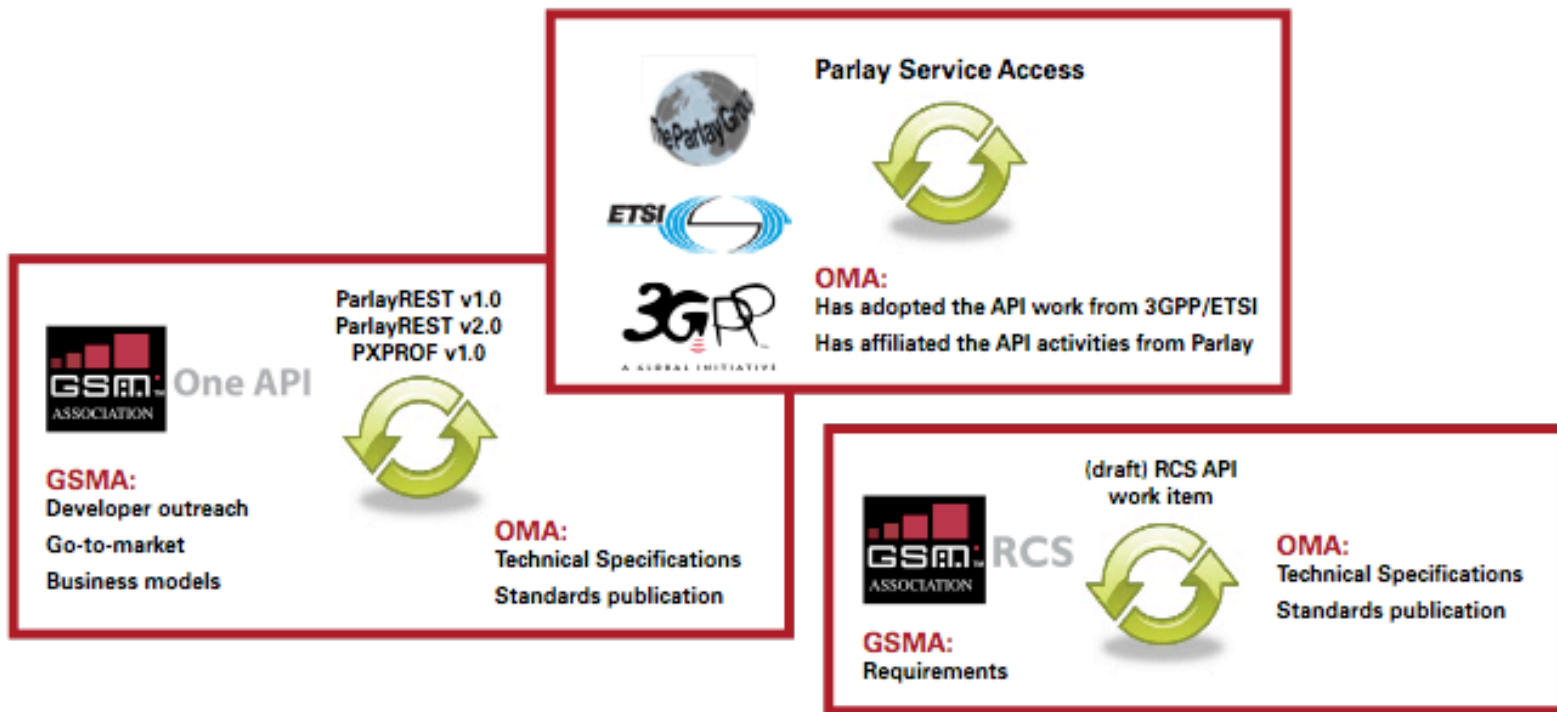 Parlay Service Access
TheParlayGroup
ETSI
3GPP™
A GLOBAL INITIATIVE
OMA:
Has adopted the API work from 3GPP/ETSI
Has affiliated the API activities from Parlay
ParlayREST v1.0
ParlayREST v2.0
PXPROF v1.0
GSM™
ASSOCIATION
One API
GSMA:
Developer outreach
Go-to-market
Business models
OMA:
Technical Specifications
Standards publication
(draft) RCS API
work item
GSM™
ASSOCIATION
RCS
GSMA:
Requirements
OMA:
Technical Specifications
Standards publication